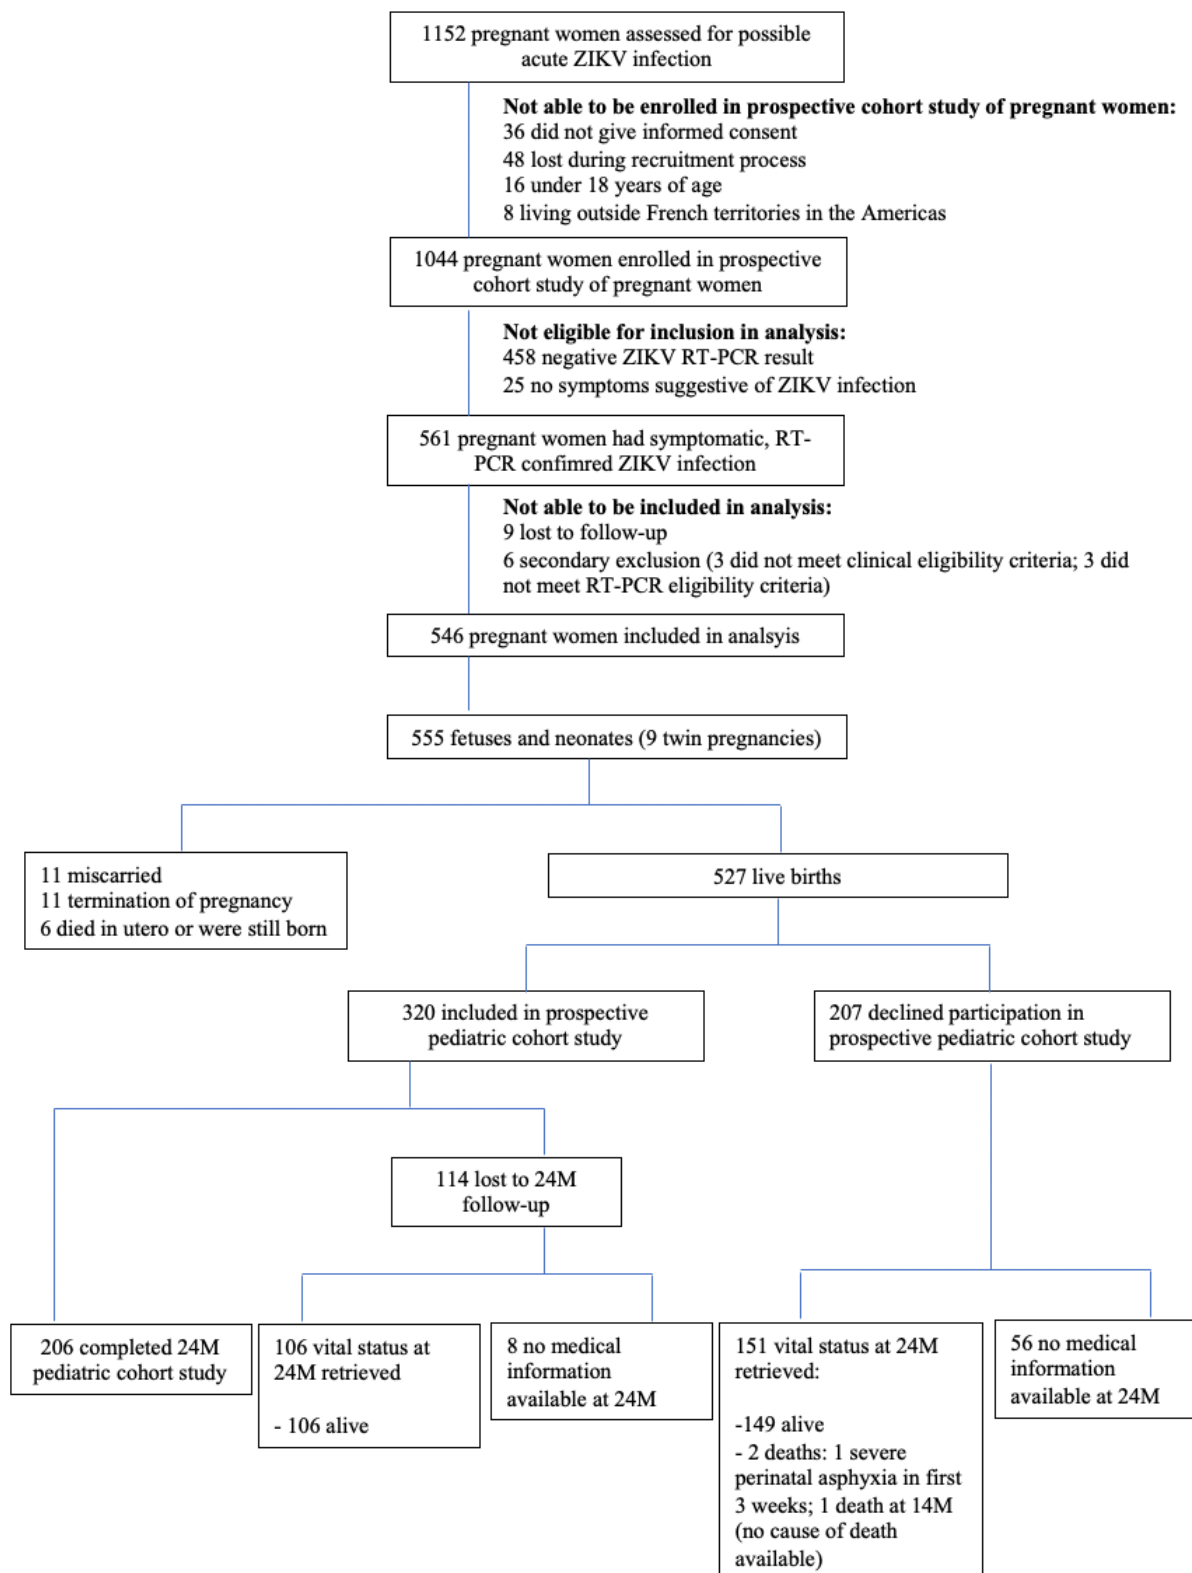 1152 pregnant women assessed for possible
acute ZIKV infection
Not able to be enrolled in prospective cohort study of pregnant women:
36 did not give informed consent
48 lost during recruitment process
16 under 18 years of age
8 living outside French territories in the Americas
1044 pregnant women enrolled in prospective
cohort study of pregnant women
Not eligible for inclusion in analysis:
458 negative ZIKV RT-PCR result
25 no symptoms suggestive of ZIKV infection
561 pregnant women had symptomatic, RT-
PCR confimred ZIKV infection
Not able to be included in analysis:
9 lost to follow-up
6 secondary exclusion (3 did not meet clinical eligibility criteria; 3 did
not meet RT-PCR eligibility criteria)
546 pregnant women included in analsyis
555 fetuses and neonates (9 twin pregnancies)
11 miscarried
11 termination of pregnancy
6 died in utero or were still born
527 live births
320 included in prospective
pediatric cohort study
207 declined participation in
prospective pediatric cohort study
114 lost to 24M
follow-up
206 completed 24M
pediatric cohort study
106 vital status at
24M retrieved
- 106 alive
8 no medical
information
available at 24M
151 vital status at 24M
retrieved:
-149 alive
- 2 deaths: 1 severe
perinatal asphyxia in first
3 weeks; 1 death at 14M
(no cause of death
available)
56 no medical
information
available at 24M